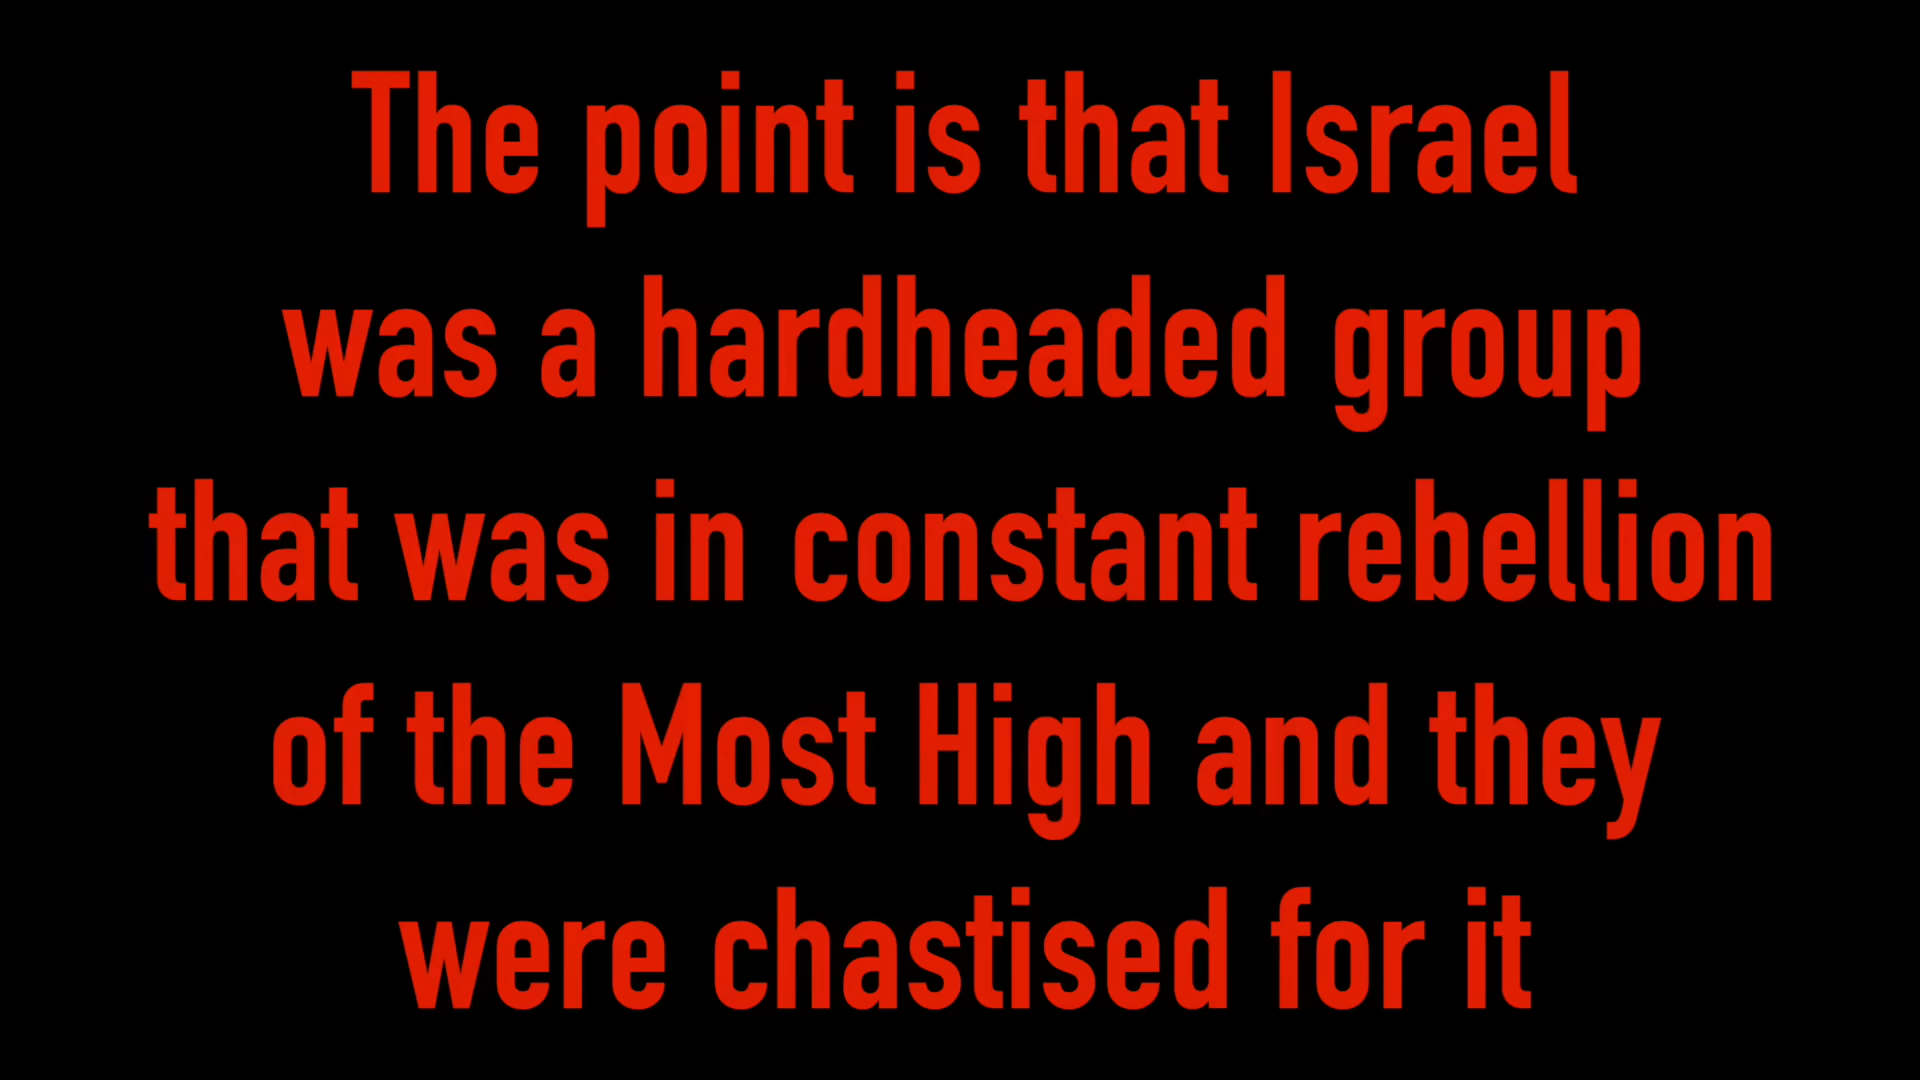 The point is that Israel
was a hardheaded group
that was in constant rebellion
of the Most High and they
were chastised for it